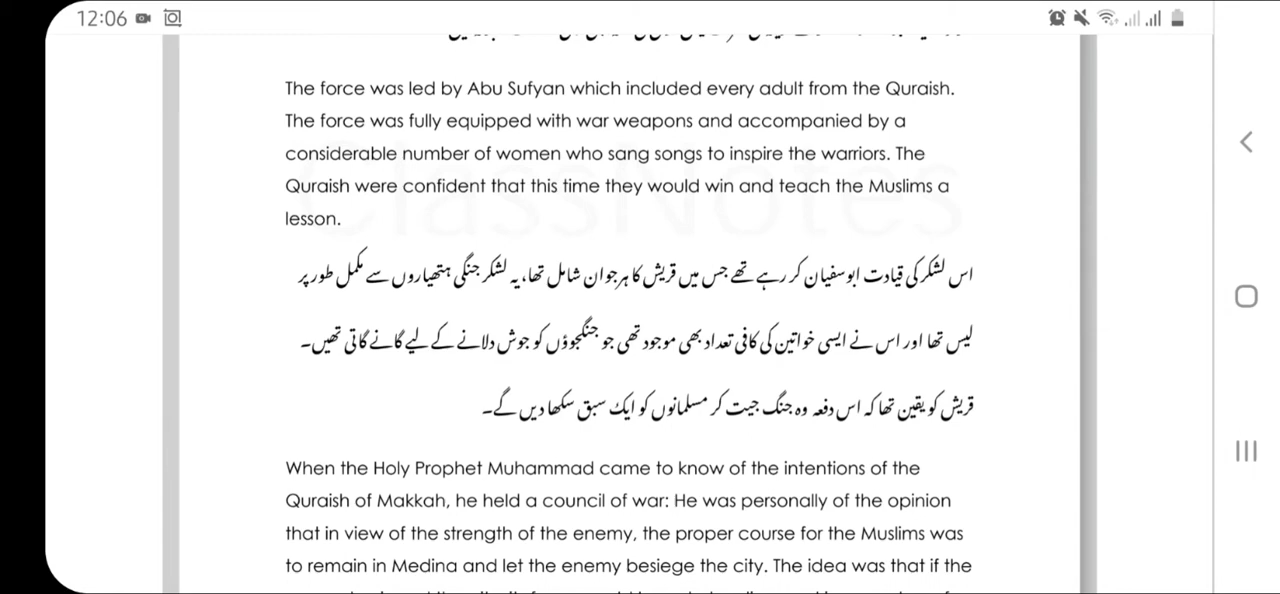 12:06
The force was led by Abu Sufyan which included every adult from the Quraish.
The force was fully equipped with war weapons and accompanied by a
considerable number of women who sang songs to inspire the warriors. The
Quraish were confident that this time they would win and teach the Muslims a
lesson.
اس لشکر کی قیادت ابوسفیان کر رہے تھے جس میں قریش کا ہر جوان شامل تھا، یہ لشکر جنگی ہتھیاروں سے مکمل طور پر
لیس تھا اور اس نے ایسی خواتین کی کافی تعداد بھی موجود تھی جو جنگجوؤں کو جوش دلانے کے لیے گانے گاتی تھیں۔
قریش کو یقین تھا کہ اس دفعہ وہ جنگ جیت کر مسلمانوں کو ایک سبق سکھا دیں گے۔
When the Holy Prophet Muhammad came to know of the intentions of the
Quraish of Makkah, he held a council of war: He was personally of the opinion
that in view of the strength of the enemy, the proper course for the Muslims was
to remain in Medina and let the enemy besiege the city. The idea was that if the
ClassNotes